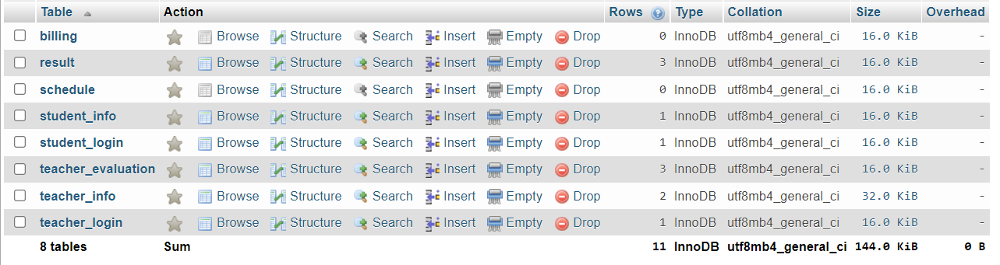 Table Action Rows Type Collation Size Overhead
billing Browse Structure Search Insert Empty Drop 0 InnoDB utf8mb4_general_ci 16.0 KiB -
result Browse Structure Search Insert Empty Drop 3 InnoDB utf8mb4_general_ci 16.0 KiB -
schedule Browse Structure Search Insert Empty Drop 0 InnoDB utf8mb4_general_ci 16.0 KiB -
student_info Browse Structure Search Insert Empty Drop 1 InnoDB utf8mb4_general_ci 16.0 KiB -
student_login Browse Structure Search Insert Empty Drop 1 InnoDB utf8mb4_general_ci 16.0 KiB -
teacher_evaluation Browse Structure Search Insert Empty Drop 3 InnoDB utf8mb4_general_ci 16.0 KiB -
teacher_info Browse Structure Search Insert Empty Drop 2 InnoDB utf8mb4_general_ci 32.0 KiB -
teacher_login Browse Structure Search Insert Empty Drop 1 InnoDB utf8mb4_general_ci 16.0 KiB -
8 tables Sum 11 InnoDB utf8mb4_general_ci 144.0 KiB 0 B